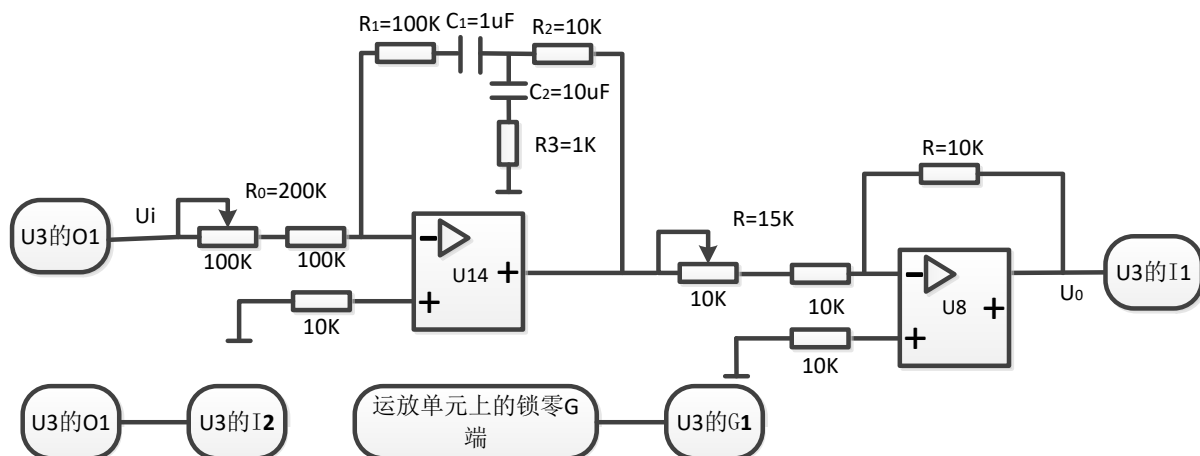 R₁=100K
C₁=1uF
R₂=10K
C₂=10uF
R3=1K
R=10K
U3的O1
Ui
R₀=200K
100K
100K
U14
10K
R=15K
10K
10K
U8
10K
U₀
U3的I1
U3的O1
U3的I2
运放单元上的锁零G
端
U3的G1